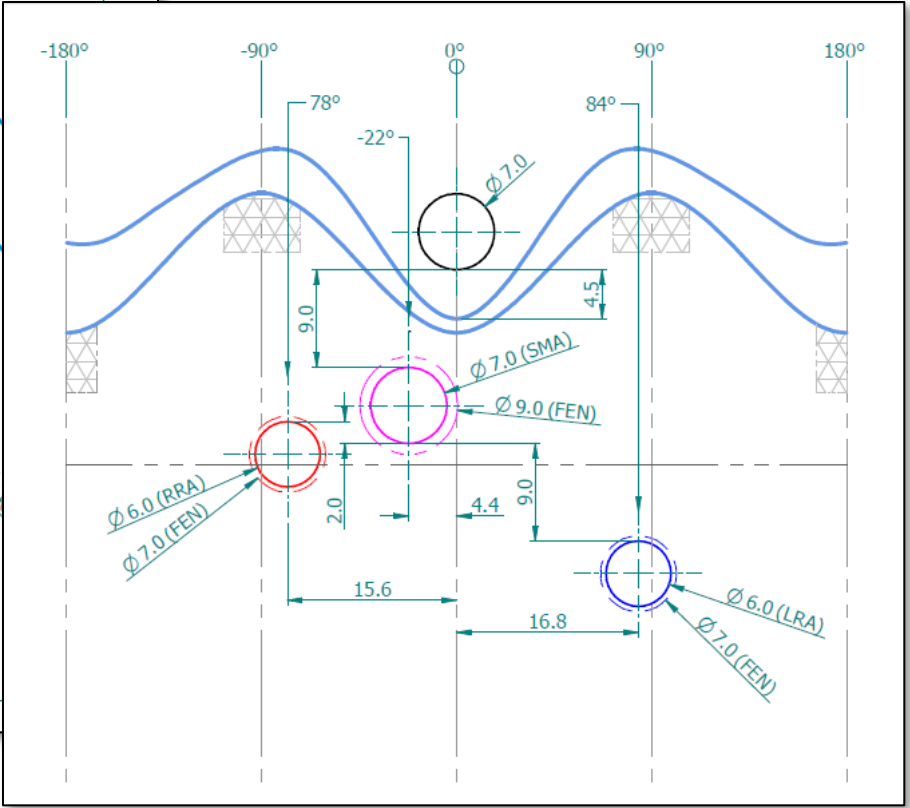 -180°
-90°
0°
90°
180°
78°
84°
-22°
Ø 7.0
4.5
9.0
Ø 7.0 (SMA)
Ø 9.0 (FEN)
9.0
2.0
Ø 6.0 (RRA)
Ø 7.0 (FEN)
4.4
15.6
16.8
Ø 6.0 (LRA)
Ø 7.0 (FEN)